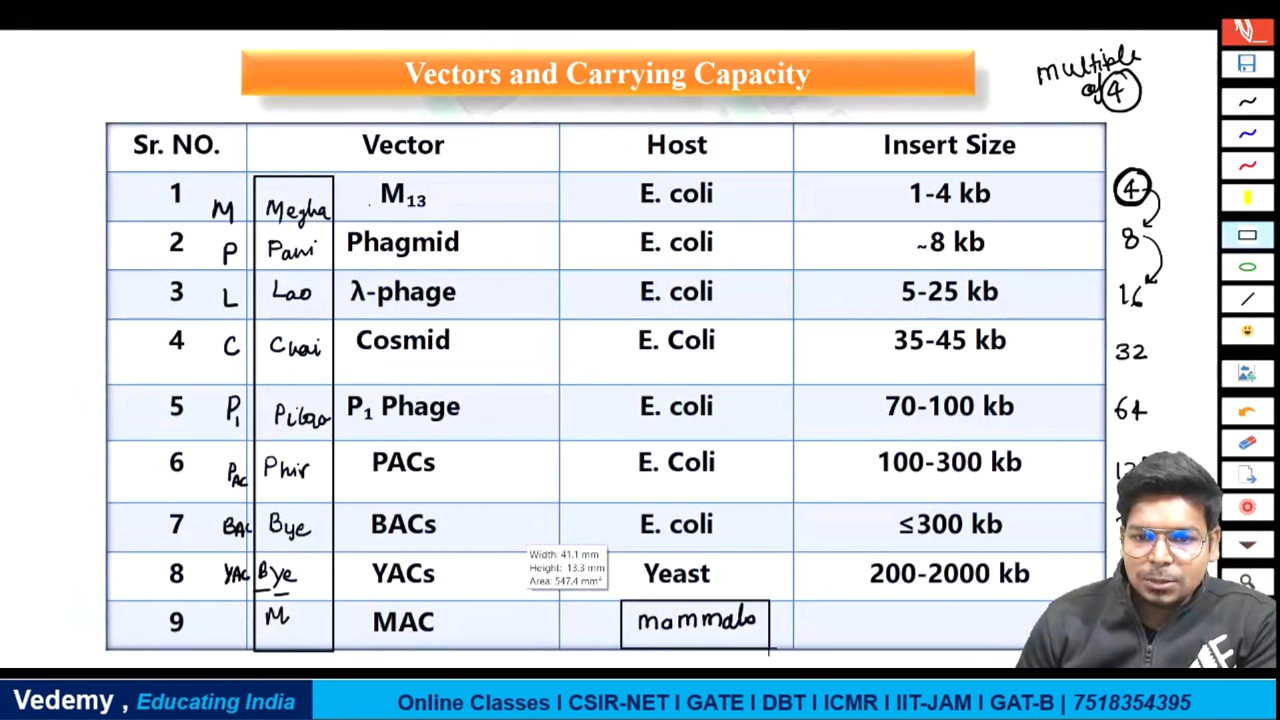 Vectors and Carrying Capacity
multiple
of 4
Sr. NO. Vector Host Insert Size
1 M Megha M₁₃ E. coli 1-4 kb 4
2 P Pani Phagmid E. coli ~8 kb 8
3 L Lao λ-phage E. coli 5-25 kb 16
4 C Chai Cosmid E. Coli 35-45 kb 32
5 P₁ Pilao P₁ Phage E. coli 70-100 kb 64
6 PAC Phir PACs E. Coli 100-300 kb
7 BAC Bye BACs E. coli ≤300 kb
Width: 41.1 mm
Height: 13.3 mm
Area: 547.4 mm²
8 YAC Bye YACs Yeast 200-2000 kb
9 M MAC mammals
Vedemy , Educating India
Online Classes I CSIR-NET I GATE I DBT I ICMR I IIT-JAM I GAT-B | 7518354395